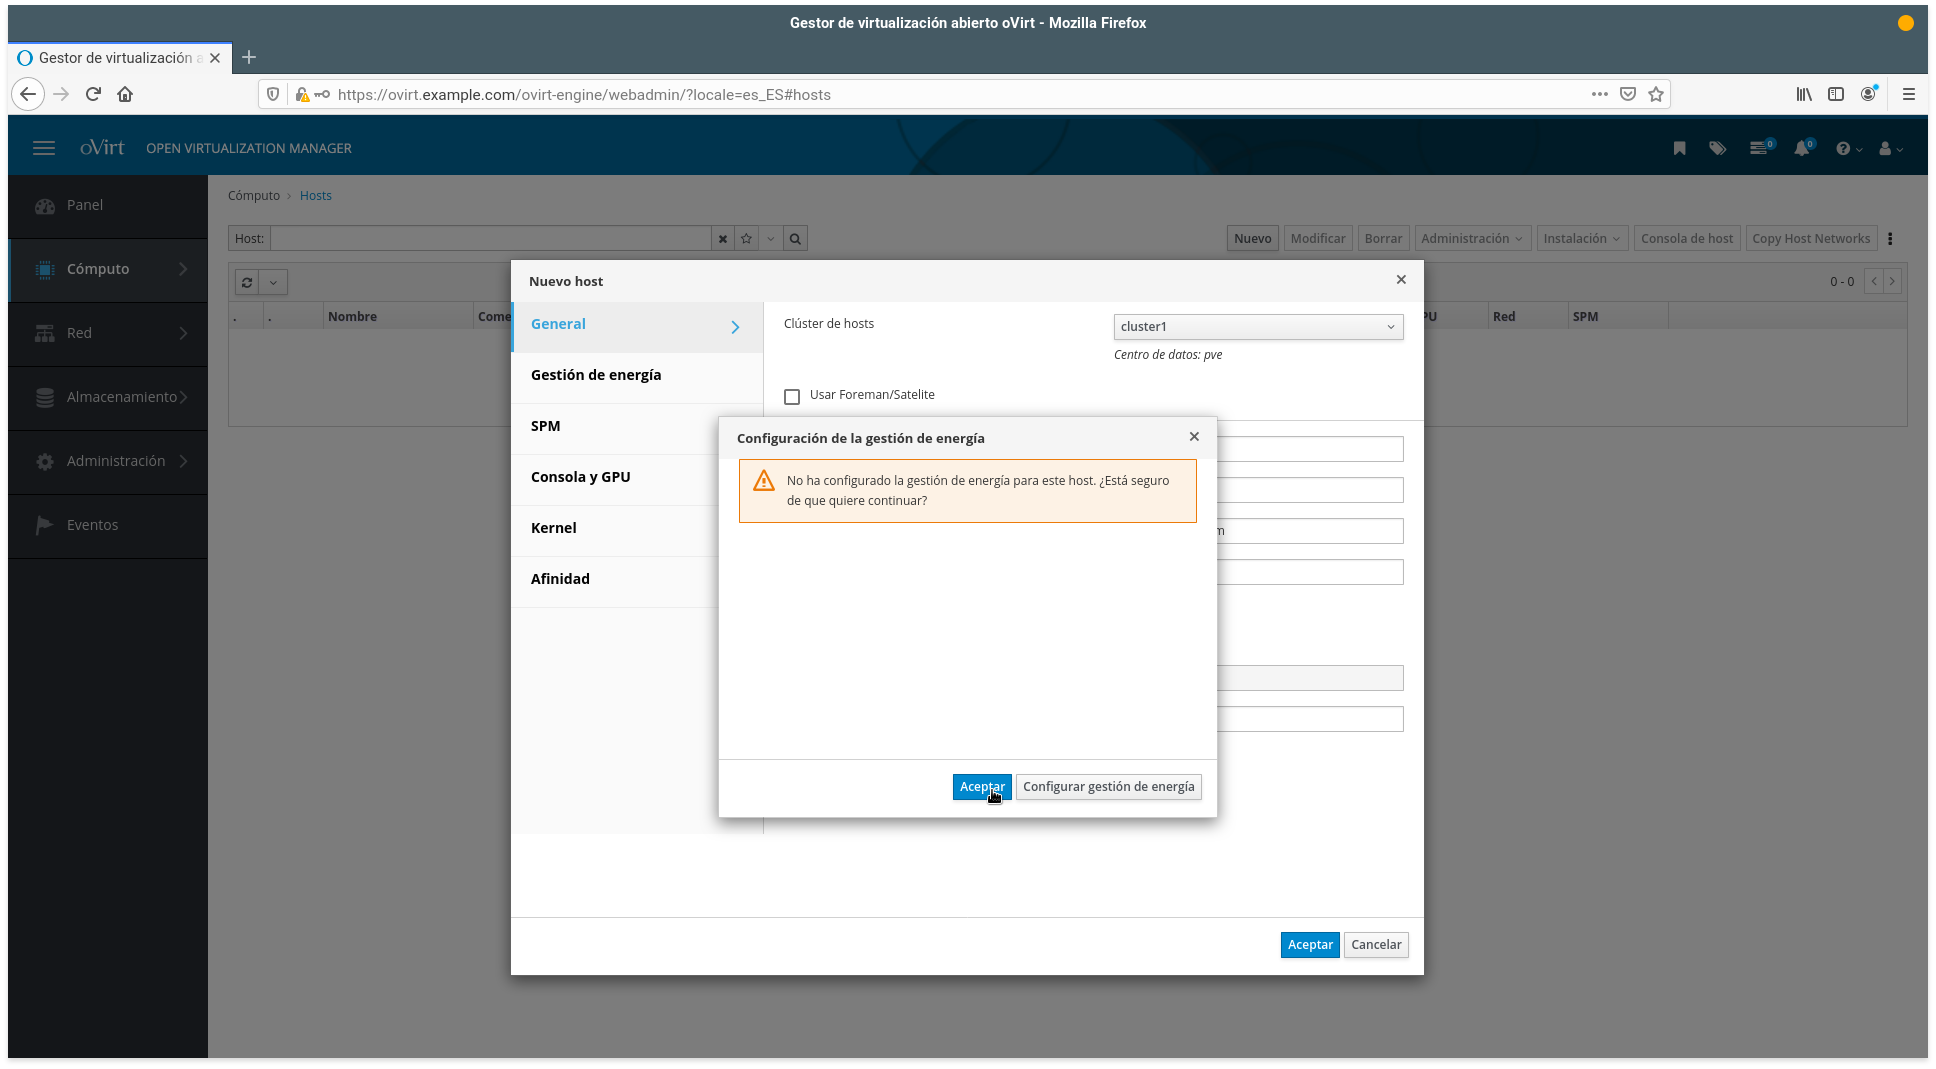 Gestor de virtualización abierto oVirt - Mozilla Firefox
Gestor de virtualización a
https://ovirt.example.com/ovirt-engine/webadmin/?locale=es_ES#hosts
oVirt OPEN VIRTUALIZATION MANAGER
0 0
Panel
Cómputo
Red
Almacenamiento
Administración
Eventos
Cómputo > Hosts
Host:
Nuevo Modificar Borrar Administración Instalación Consola de host Copy Host Networks
0 - 0
. . Nombre Come PU Red SPM
Nuevo host
General
Gestión de energía
SPM
Consola y GPU
Kernel
Afinidad
Clúster de hosts cluster1
Centro de datos: pve
Usar Foreman/Satelite
m
Configuración de la gestión de energía
No ha configurado la gestión de energía para este host. ¿Está seguro
de que quiere continuar?
Aceptar Configurar gestión de energía
Aceptar Cancelar